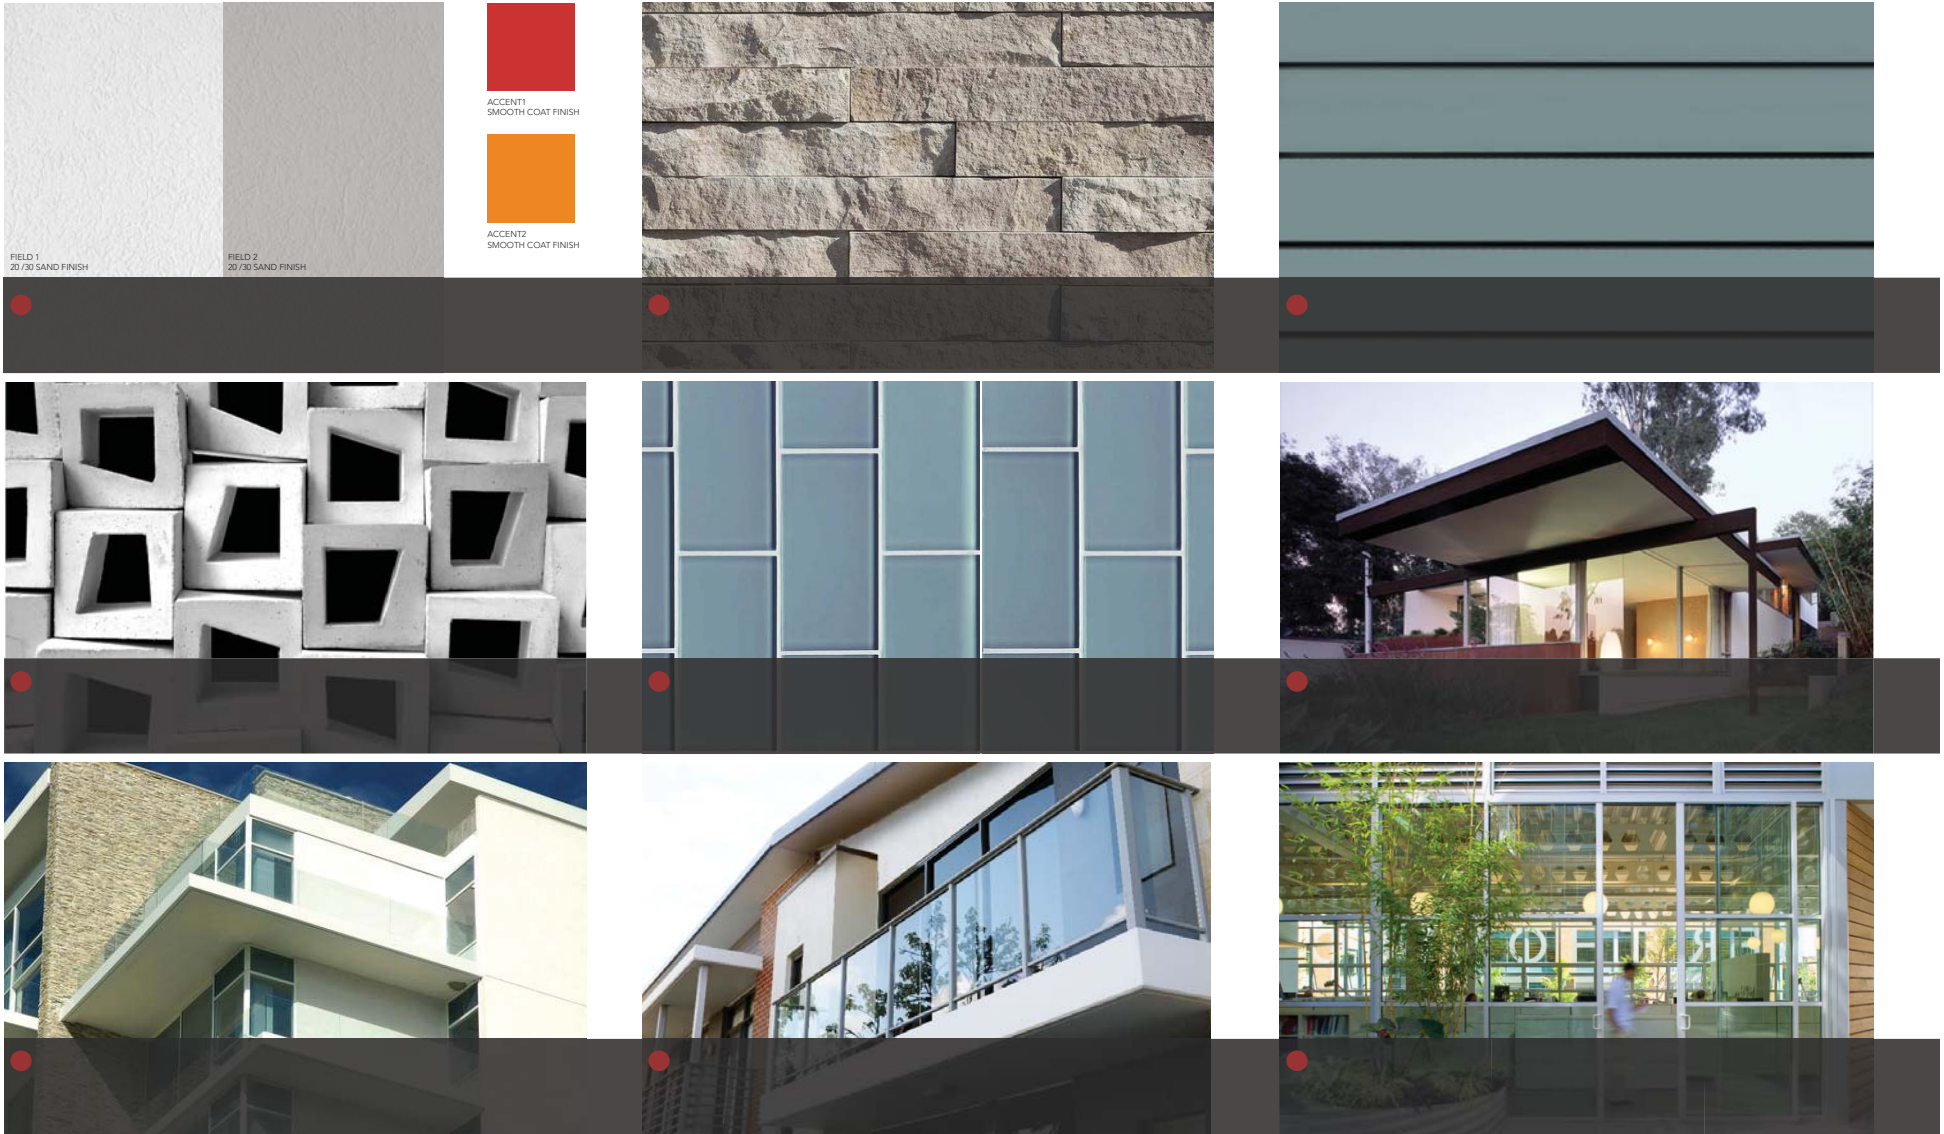 ACCENT1
SMOOTH COAT FINISH
ACCENT2
SMOOTH COAT FINISH
FIELD 1
20 /30 SAND FINISH
FIELD 2
20 /30 SAND FINISH